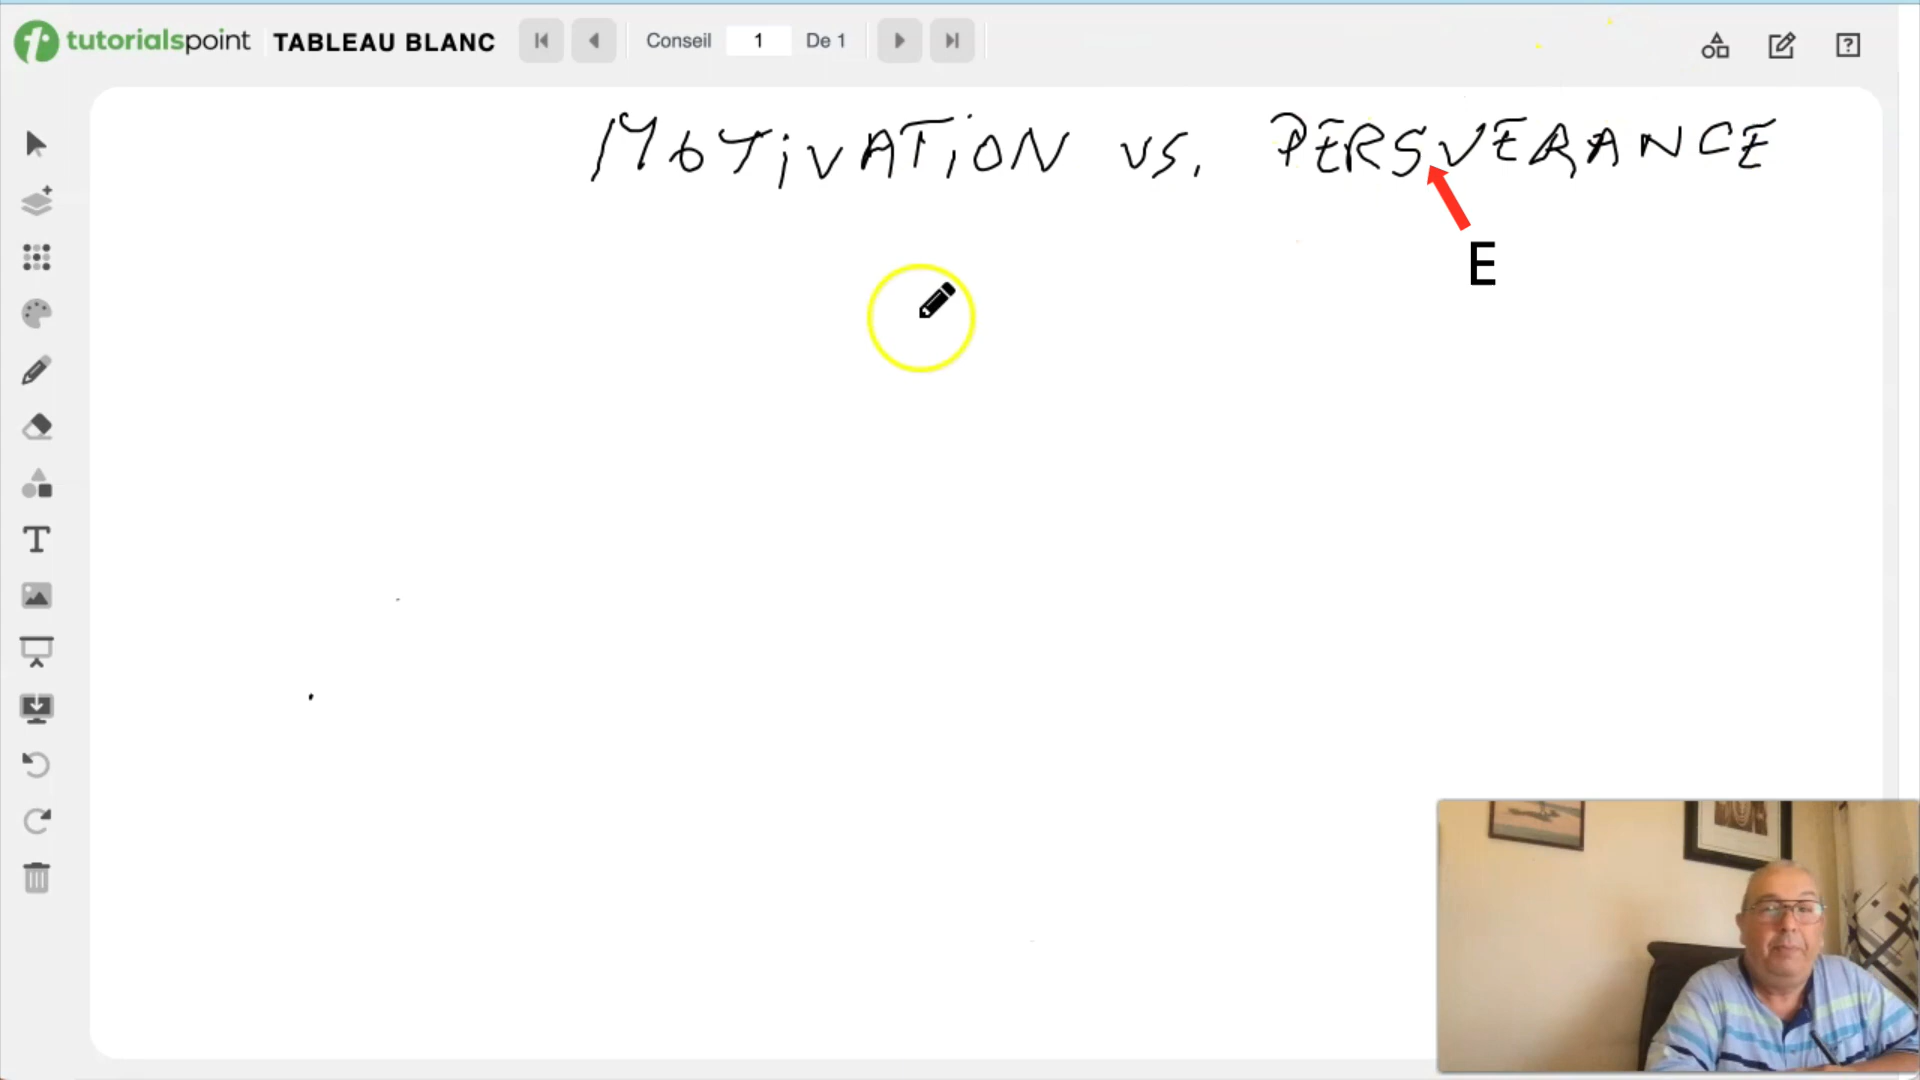 tutorialspoint TABLEAU BLANC Conseil 1 De 1
MOTiVATiON vs. PERSVERANCE
E